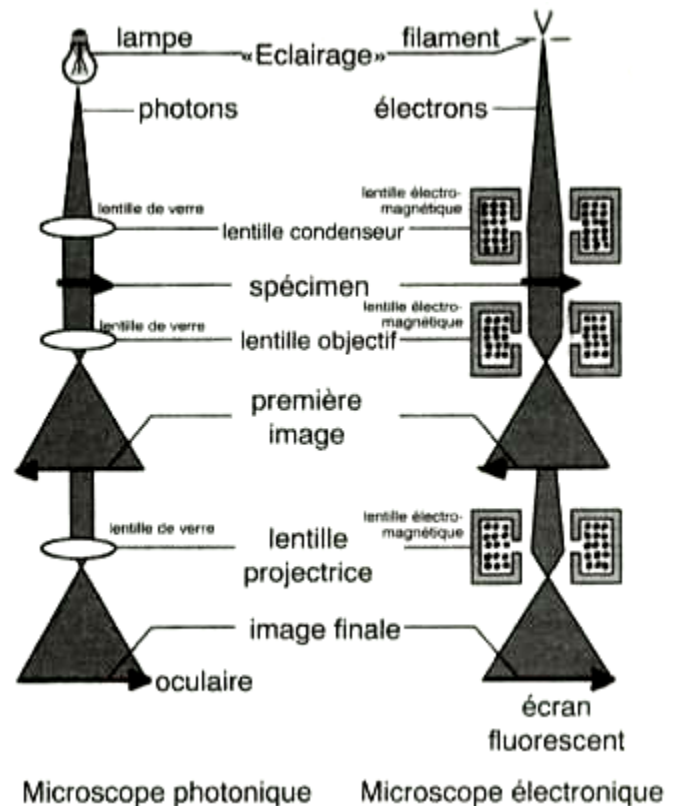 lampe
«Eclairage»
filament
photons
électrons
lentille de verre
lentille électro-
magnétique
lentille condenseur
spécimen
lentille de verre
lentille électro-
magnétique
lentille objectif
première
image
lentille de verre
lentille électro-
magnétique
lentille
projectrice
image finale
oculaire
écran
fluorescent
Microscope photonique
Microscope électronique